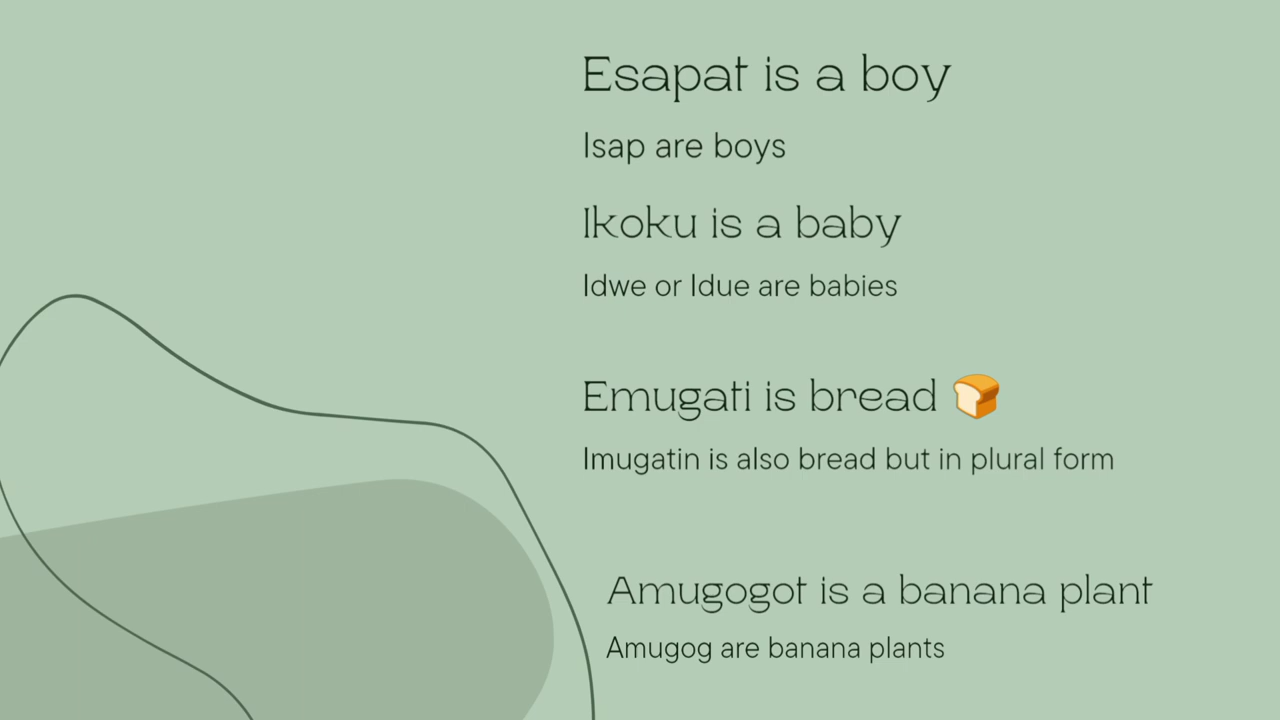 Esapat is a boy
Isap are boys
Ikoku is a baby
Idwe or Idue are babies
Emugati is bread 🍞
Imugatin is also bread but in plural form
Amugogot is a banana plant
Amugog are banana plants